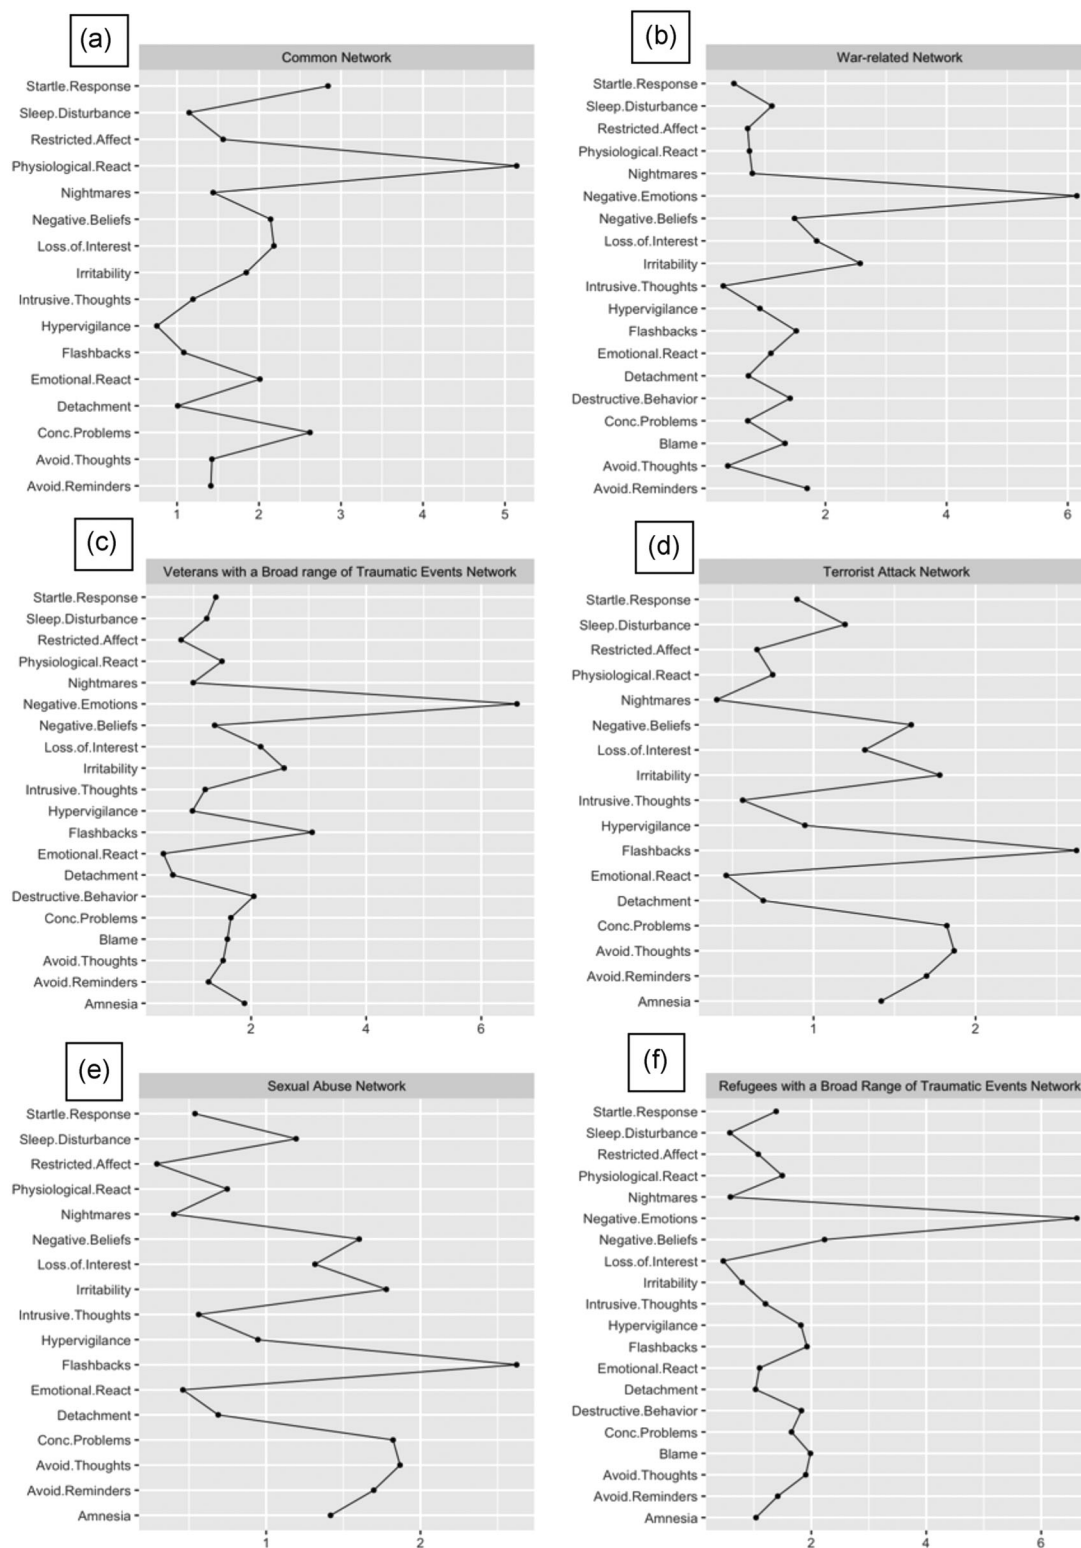 (a)
Common Network
Startle.Response
Sleep.Disturbance
Restricted.Affect
Physiological.React
Nightmares
Negative.Beliefs
Loss.of.Interest
Irritability
Intrusive.Thoughts
Hypervigilance
Flashbacks
Emotional.React
Detachment
Conc.Problems
Avoid.Thoughts
Avoid.Reminders
1 2 3 4 5
(b)
War-related Network
Startle.Response
Sleep.Disturbance
Restricted.Affect
Physiological.React
Nightmares
Negative.Emotions
Negative.Beliefs
Loss.of.Interest
Irritability
Intrusive.Thoughts
Hypervigilance
Flashbacks
Emotional.React
Detachment
Destructive.Behavior
Conc.Problems
Blame
Avoid.Thoughts
Avoid.Reminders
2 4 6
(c)
Veterans with a Broad range of Traumatic Events Network
Startle.Response
Sleep.Disturbance
Restricted.Affect
Physiological.React
Nightmares
Negative.Emotions
Negative.Beliefs
Loss.of.Interest
Irritability
Intrusive.Thoughts
Hypervigilance
Flashbacks
Emotional.React
Detachment
Destructive.Behavior
Conc.Problems
Blame
Avoid.Thoughts
Avoid.Reminders
Amnesia
2 4 6
(d)
Terrorist Attack Network
Startle.Response
Sleep.Disturbance
Restricted.Affect
Physiological.React
Nightmares
Negative.Beliefs
Loss.of.Interest
Irritability
Intrusive.Thoughts
Hypervigilance
Flashbacks
Emotional.React
Detachment
Conc.Problems
Avoid.Thoughts
Avoid.Reminders
Amnesia
1 2
(e)
Sexual Abuse Network
Startle.Response
Sleep.Disturbance
Restricted.Affect
Physiological.React
Nightmares
Negative.Beliefs
Loss.of.Interest
Irritability
Intrusive.Thoughts
Hypervigilance
Flashbacks
Emotional.React
Detachment
Conc.Problems
Avoid.Thoughts
Avoid.Reminders
Amnesia
1 2
(f)
Refugees with a Broad Range of Traumatic Events Network
Startle.Response
Sleep.Disturbance
Restricted.Affect
Physiological.React
Nightmares
Negative.Emotions
Negative.Beliefs
Loss.of.Interest
Irritability
Intrusive.Thoughts
Hypervigilance
Flashbacks
Emotional.React
Detachment
Destructive.Behavior
Conc.Problems
Blame
Avoid.Thoughts
Avoid.Reminders
Amnesia
2 4 6